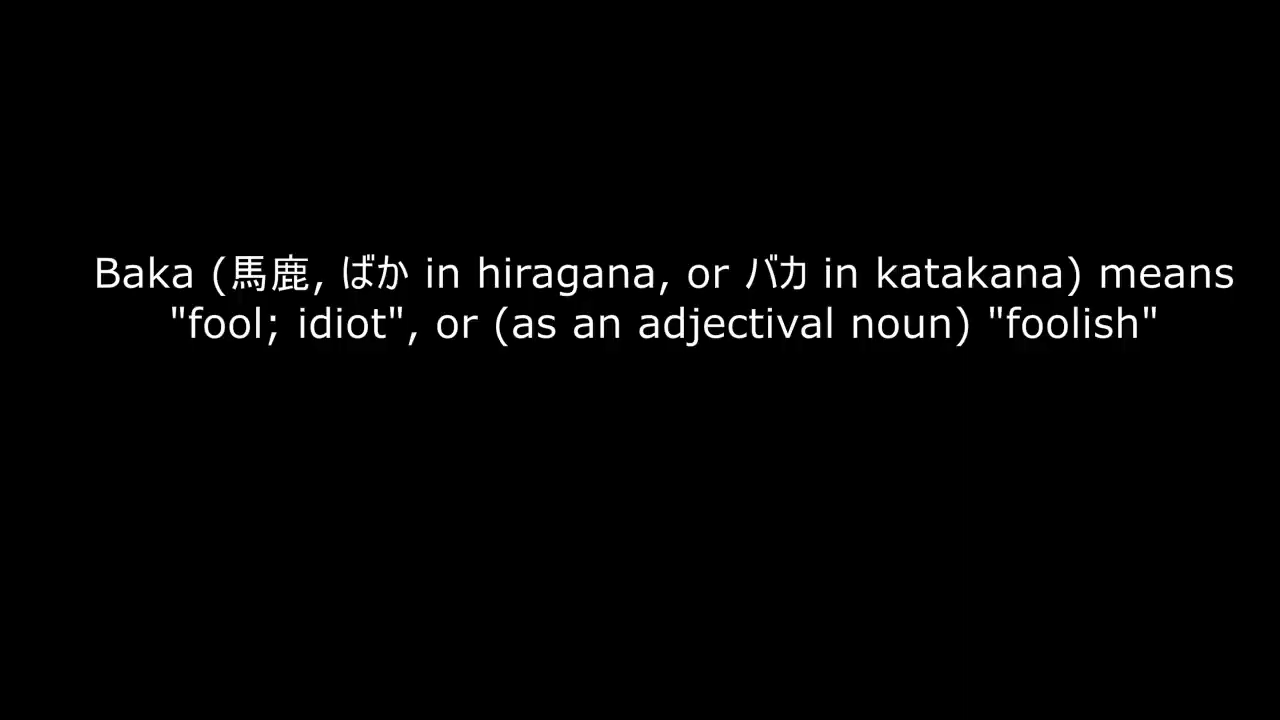 Baka (馬鹿, ばか in hiragana, or バカ in katakana) means
"fool; idiot", or (as an adjectival noun) "foolish"